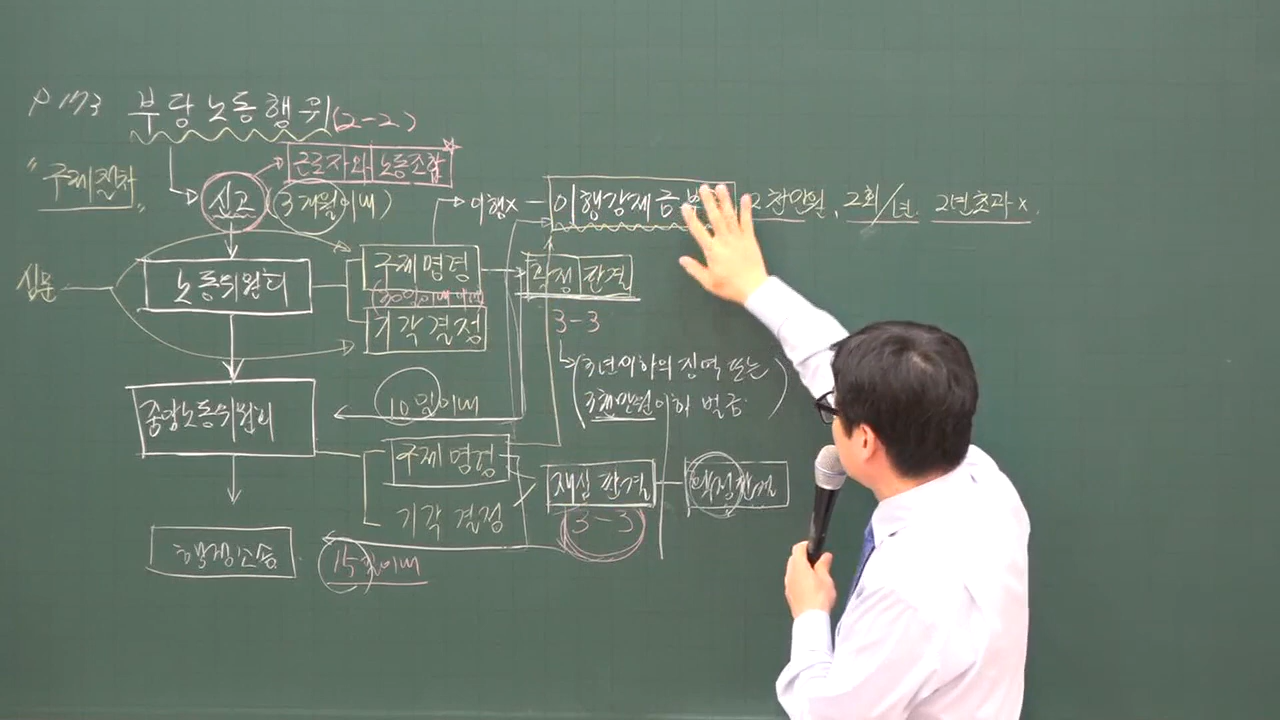 P 173 부당노동행위(2-2)
"구제절차"
근로자와 노동조합
신고 (3개월이내)
이행x - 이행강제금 2천만원, 2회/년. 2년초과x.
심문
노동위원회
구제명령
30일이내
기각결정
확정 판결
3-3
(3년이하의 징역 또는
3천만원이하 벌금)
10일이내
중앙노동위원회
구제명령
기각결정
재심 판결
3-3
확정판결
행정소송
15일이내